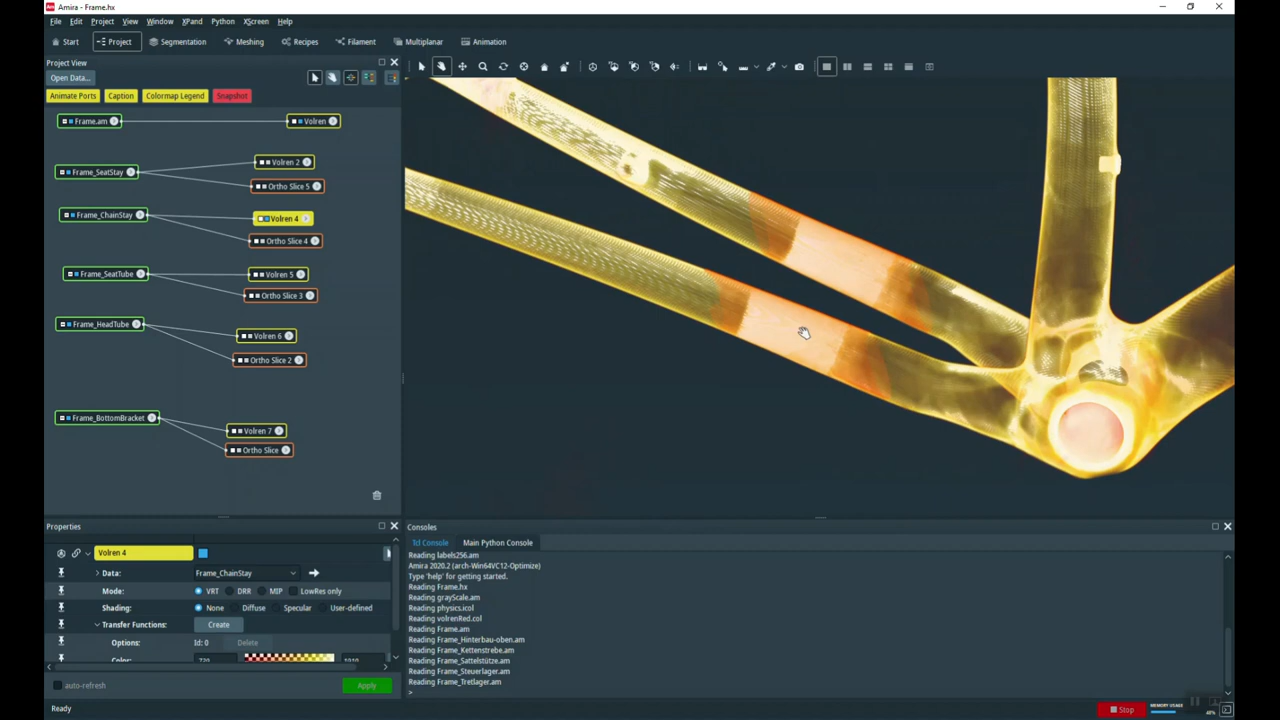 Amira - Frame.hx
File Edit Project View Window XPand Python XScreen Help
Start Project Segmentation Meshing Recipes Filament Multiplanar Animation
Project View
Open Data...
Animate Ports Caption Colormap Legend Snapshot
Frame.am Volren
Volren 2
Frame_SeatStay
Ortho Slice 5
Frame_ChainStay Volren 4
Ortho Slice 4
Frame_SeatTube Volren 5
Ortho Slice 3
Frame_HeadTube
Volren 6
Ortho Slice 2
Frame_BottomBracket
Volren 7
Ortho Slice
Properties
Volren 4
Data: Frame_ChainStay
Mode: VRT DRR MIP LowRes only
Shading: None Diffuse Specular User-defined
Transfer Functions: Create
Options: Id: 0 Delete
Color:
auto-refresh Apply
Consoles
Tcl Console Main Python Console
Reading labels256.am
Amira 2020.2 (arch-Win64VC12-Optimize)
Type 'help' for getting started.
Reading Frame.hx
Reading grayScale.am
Reading physics.icol
Reading volrenRed.col
Reading Frame.am
Reading Frame_Hinterbau-oben.am
Reading Frame_Kettenstrebe.am
Reading Frame_Sattelstütze.am
Reading Frame_Steuerlager.am
Reading Frame_Tretlager.am
>
Ready
Stop MEMORY USAGE 48%